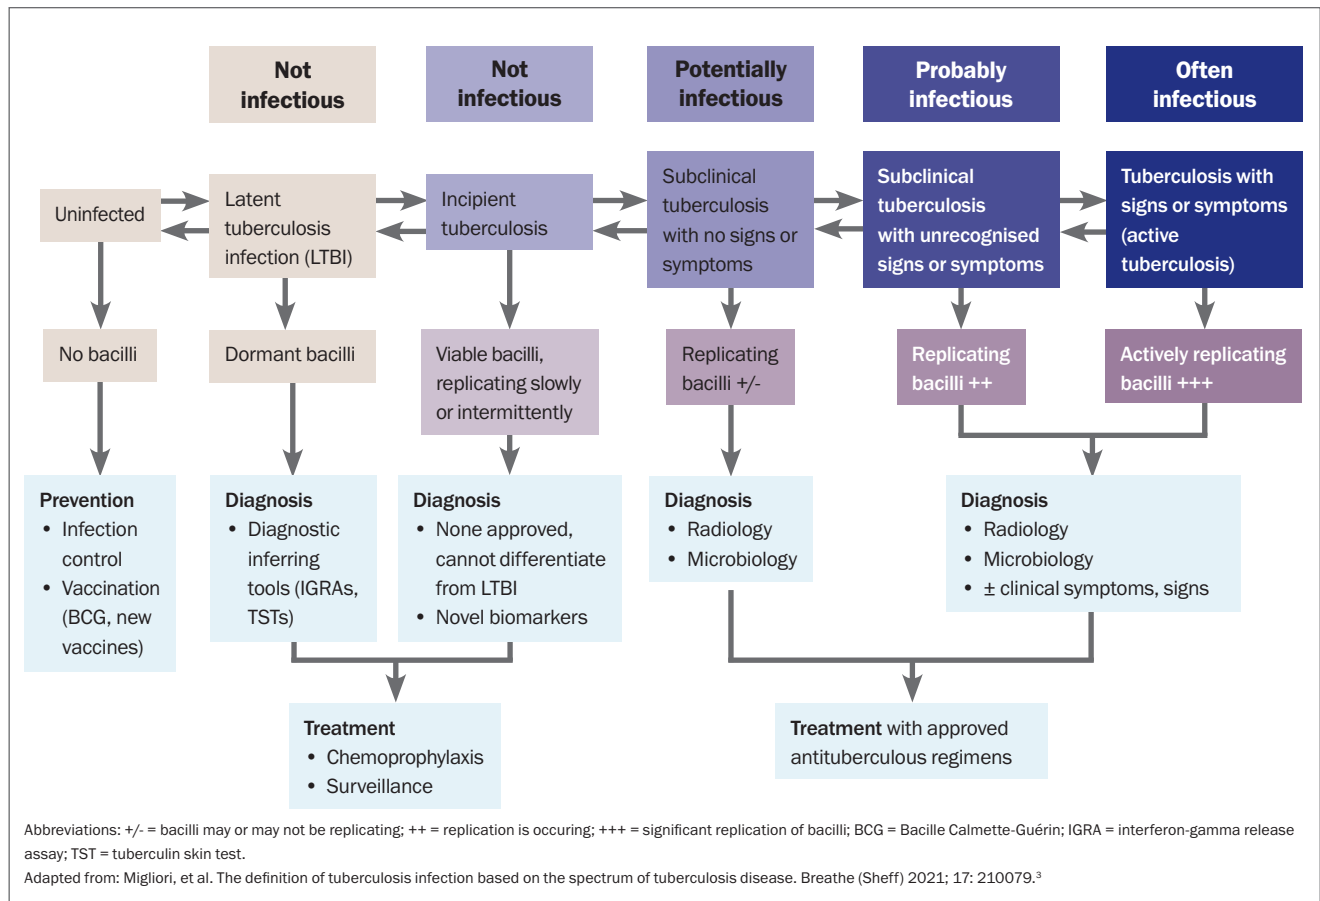 Not
infectious
Not
infectious
Potentially
infectious
Probably
infectious
Often
infectious
Uninfected
Latent
tuberculosis
infection (LTBI)
Incipient
tuberculosis
Subclinical
tuberculosis
with no signs or
symptoms
Subclinical
tuberculosis
with unrecognised
signs or symptoms
Tuberculosis with
signs or symptoms
(active
tuberculosis)
No bacilli
Dormant bacilli
Viable bacilli,
replicating slowly
or intermittently
Replicating
bacilli +/-
Replicating
bacilli ++
Actively replicating
bacilli +++
Prevention
• Infection
control
• Vaccination
(BCG, new
vaccines)
Diagnosis
• Diagnostic
inferring
tools (IGRAs,
TSTs)
Diagnosis
• None approved,
cannot differentiate
from LTBI
• Novel biomarkers
Diagnosis
• Radiology
• Microbiology
Diagnosis
• Radiology
• Microbiology
• ± clinical symptoms, signs
Treatment
• Chemoprophylaxis
• Surveillance
Treatment with approved
antituberculous regimens
Abbreviations: +/- = bacilli may or may not be replicating; ++ = replication is occuring; +++ = significant replication of bacilli; BCG = Bacille Calmette-Guérin; IGRA = interferon-gamma release
assay; TST = tuberculin skin test.
Adapted from: Migliori, et al. The definition of tuberculosis infection based on the spectrum of tuberculosis disease. Breathe (Sheff) 2021; 17: 210079.³